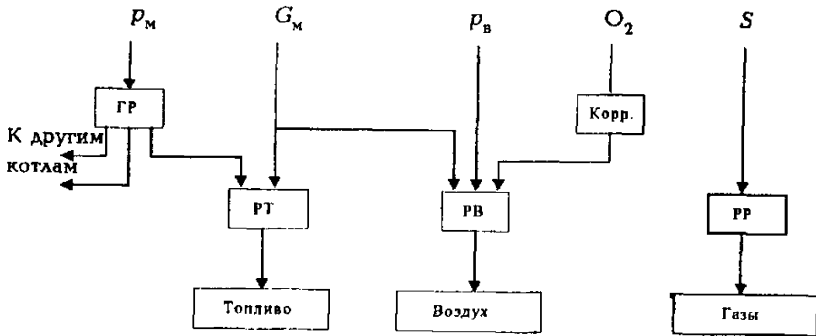 pм Gм pв O₂ S
ГР
Корр.
К другим
котлам
РТ РВ РР
Топливо Воздух Газы